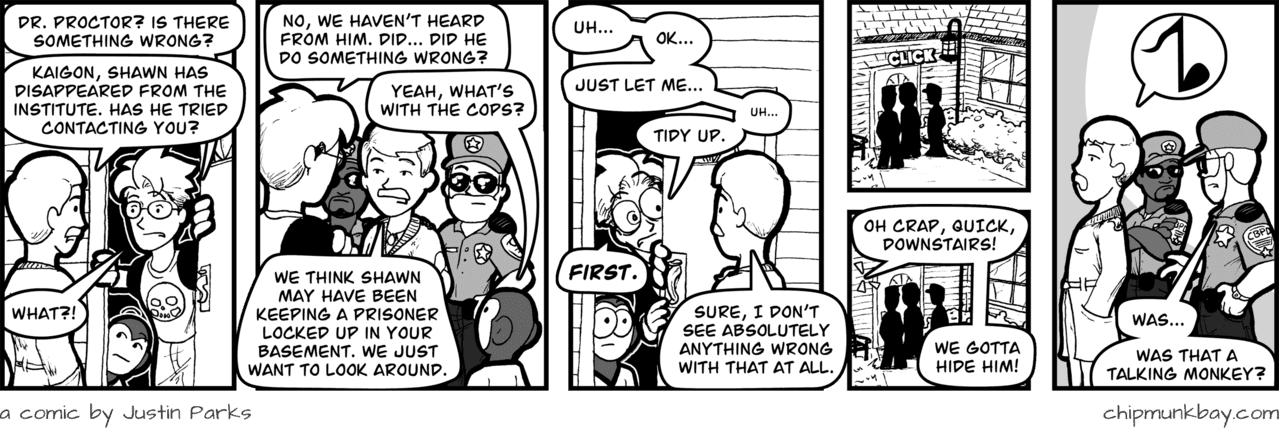 DR. PROCTOR? IS THERE
SOMETHING WRONG?
KAIGON, SHAWN HAS
DISAPPEARED FROM THE
INSTITUTE. HAS HE TRIED
CONTACTING YOU?
WHAT?!
NO, WE HAVEN'T HEARD
FROM HIM. DID... DID HE
DO SOMETHING WRONG?
YEAH, WHAT'S
WITH THE COPS?
WE THINK SHAWN
MAY HAVE BEEN
KEEPING A PRISONER
LOCKED UP IN YOUR
BASEMENT. WE JUST
WANT TO LOOK AROUND.
UH...
OK...
JUST LET ME...
UH...
TIDY UP.
FIRST.
SURE, I DON'T
SEE ABSOLUTELY
ANYTHING WRONG
WITH THAT AT ALL.
CLICK
OH CRAP, QUICK,
DOWNSTAIRS!
WE GOTTA
HIDE HIM!
CBPD
WAS...
WAS THAT A
TALKING MONKEY?
a comic by Justin Parks
chipmunkbay.com